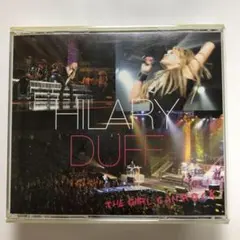 HILARY
DUFF
THE GIRL CAN ROCK